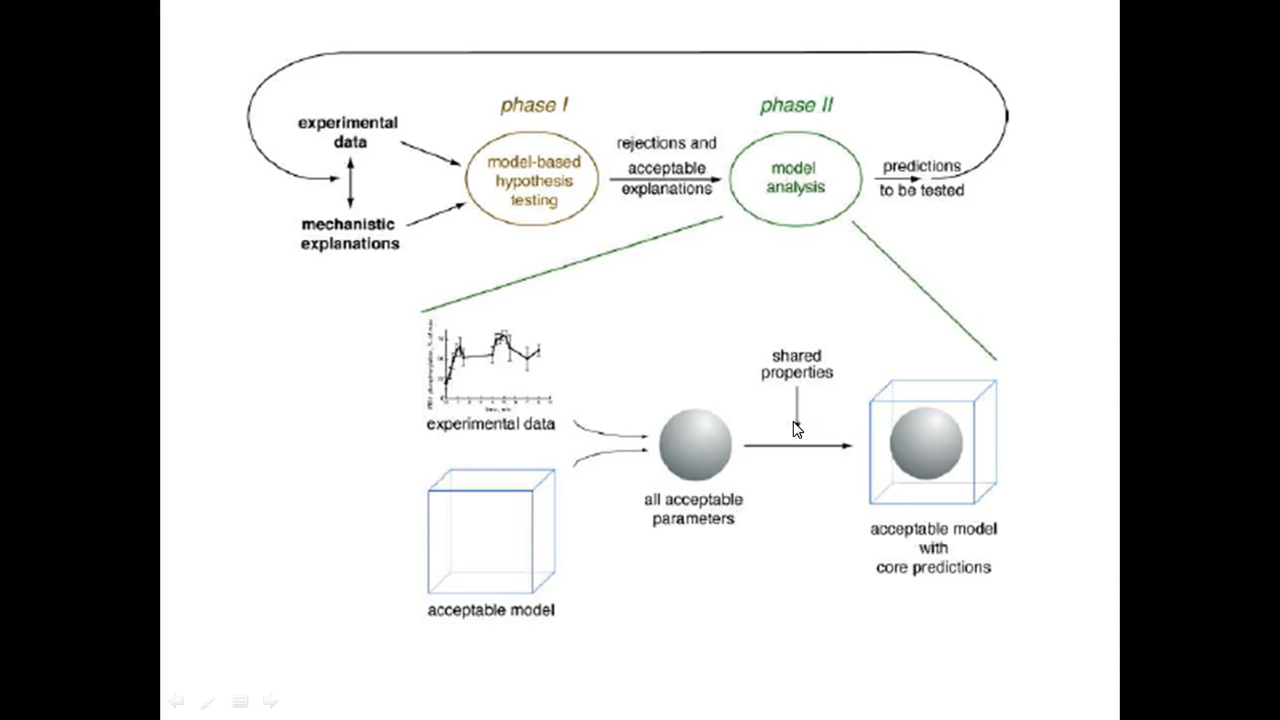 phase I
phase II
experimental
data
mechanistic
explanations
model-based
hypothesis
testing
rejections and
acceptable
explanations
model
analysis
predictions
to be tested
experimental data
acceptable model
all acceptable
parameters
shared
properties
acceptable model
with
core predictions